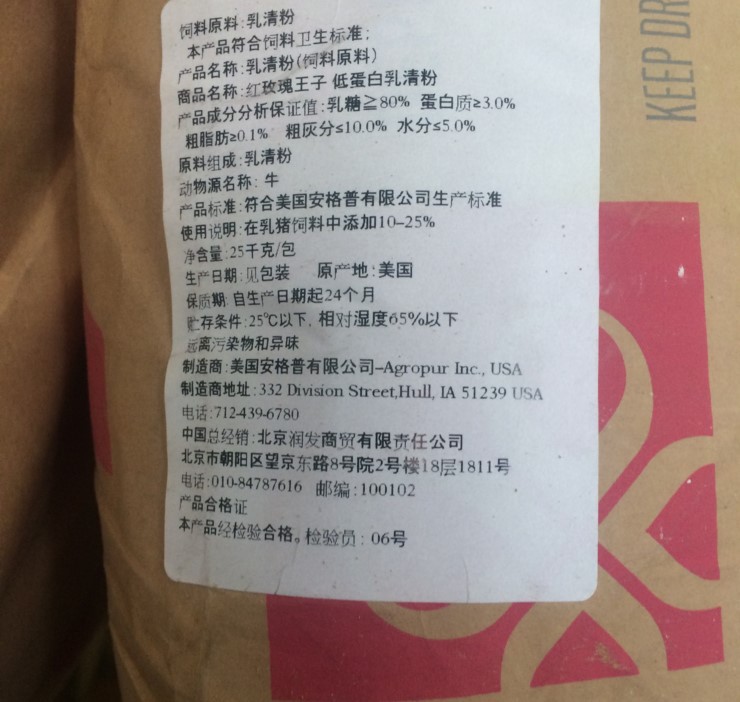 饲料原料:乳清粉
本产品符合饲料卫生标准;
产品名称:乳清粉(饲料原料)
商品名称:红玫瑰王子 低蛋白乳清粉
产品成分分析保证值:乳糖≧80% 蛋白质≥3.0%
粗脂肪≥0.1% 粗灰分≤10.0% 水分≤5.0%
原料组成:乳清粉
动物源名称: 牛
产品标准:符合美国安格普有限公司生产标准
使用说明:在乳猪饲料中添加10–25%
净含量:25千克/包
生产日期:见包装 原产地:美国
保质期:自生产日期起24个月
贮存条件:25℃以下, 相对湿度65%以下
远离污染物和异味
制造商:美国安格普有限公司–Agropur Inc., USA
制造商地址:332 Division Street,Hull, IA 51239 USA
电话:712-439-6780
中国总经销:北京润发商贸有限责任公司
北京市朝阳区望京东路8号院2号楼18层1811号
电话:010-84787616 邮编:100102
产品合格证
本产品经检验合格。检验员: 06号
KEEP DR